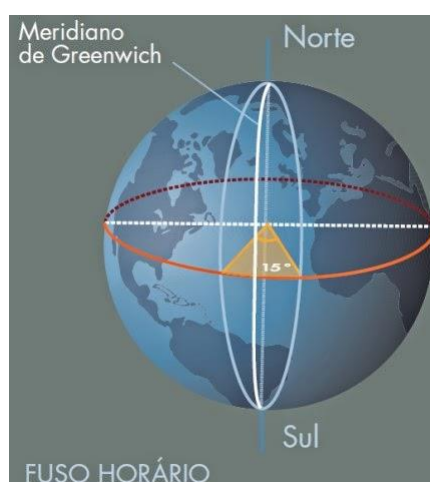 Meridiano
de Greenwich
Norte
15°
Sul
FUSO HORÁRIO